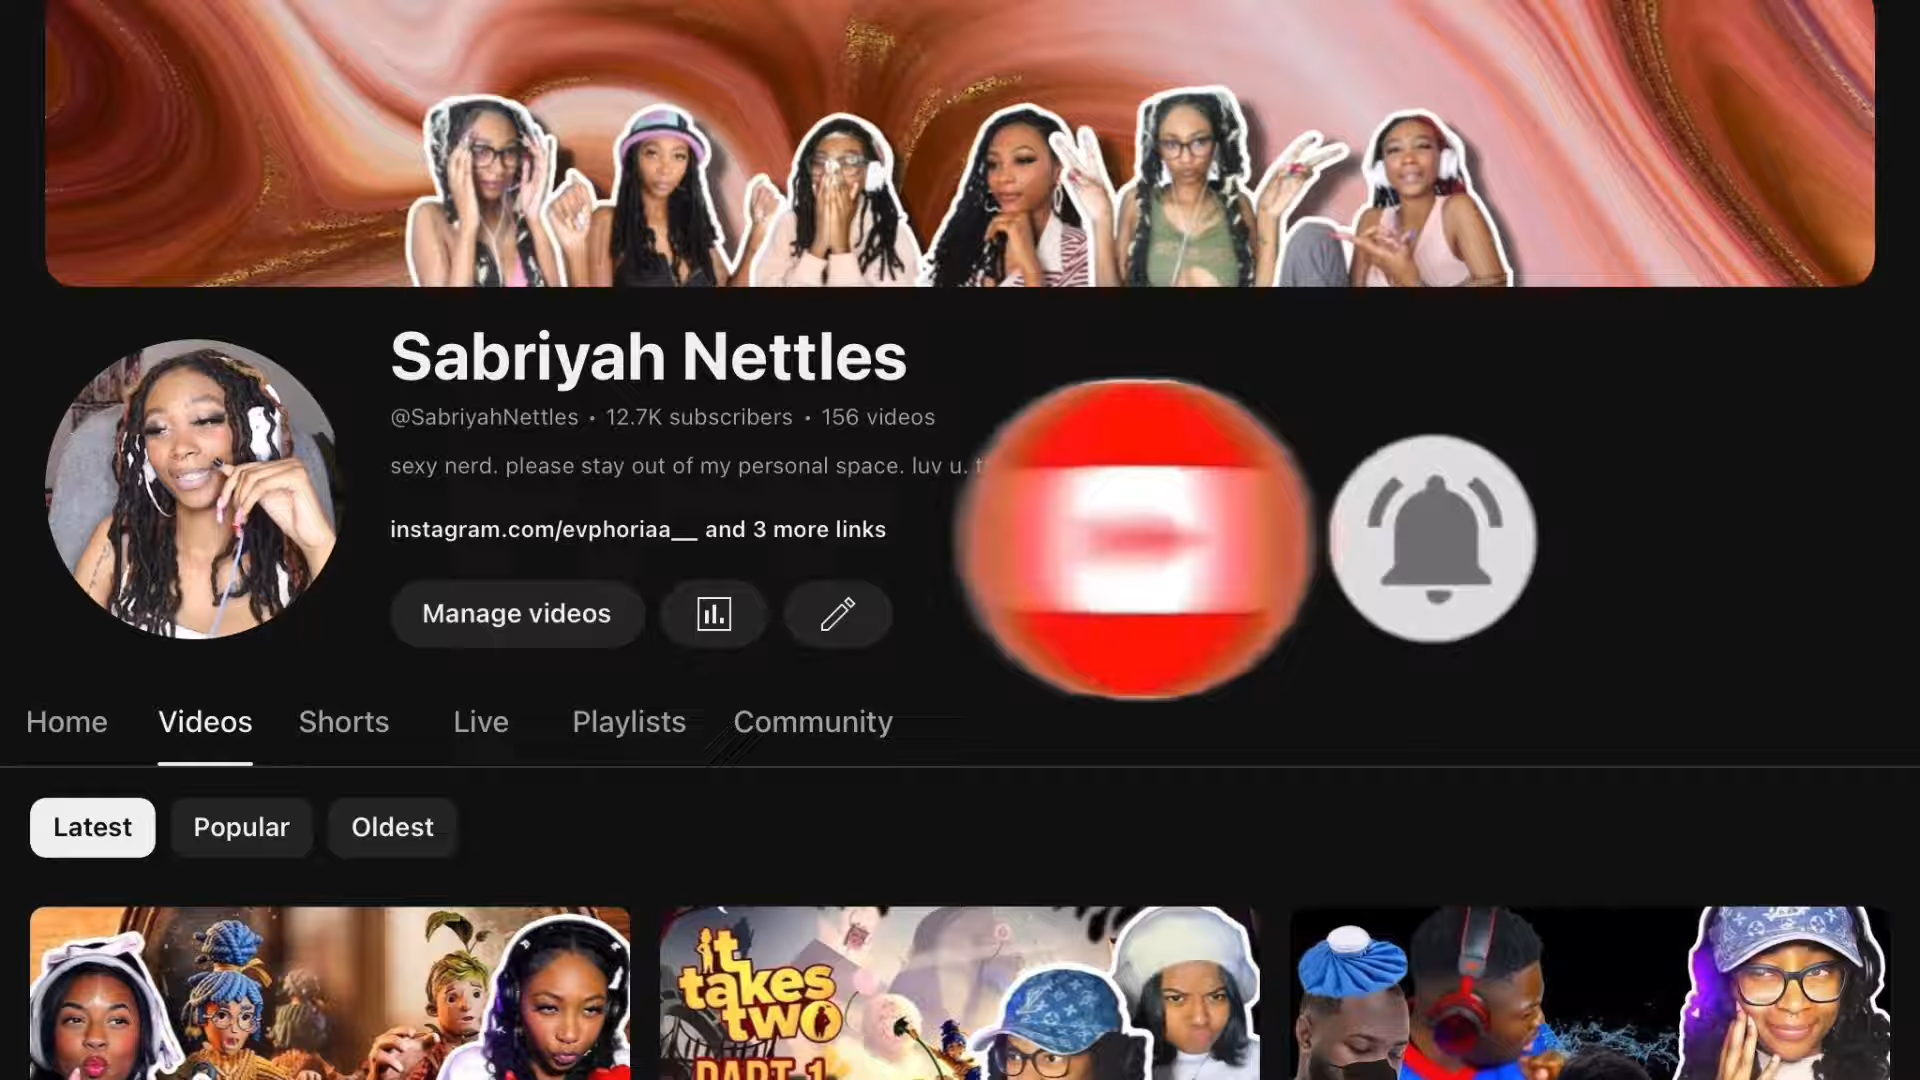 Sabriyah Nettles
@SabriyahNettles • 12.7K subscribers • 156 videos
sexy nerd. please stay out of my personal space. luv u.
instagram.com/evphoriaa__ and 3 more links
Manage videos
Home Videos Shorts Live Playlists Community
Latest Popular Oldest
it
takes
two
PART 1